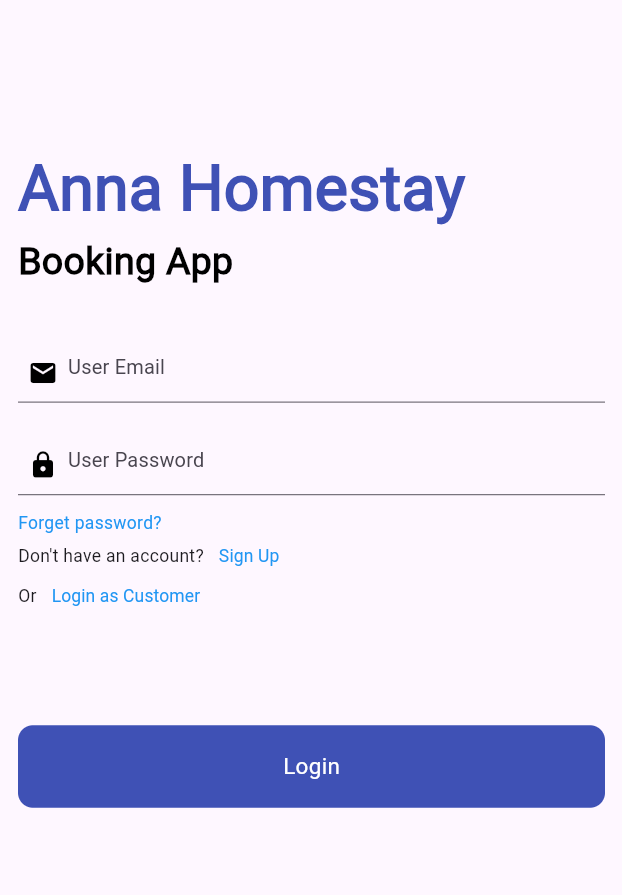 Anna Homestay
Booking App
User Email
User Password
Forget password?
Don't have an account? Sign Up
Or Login as Customer
Login